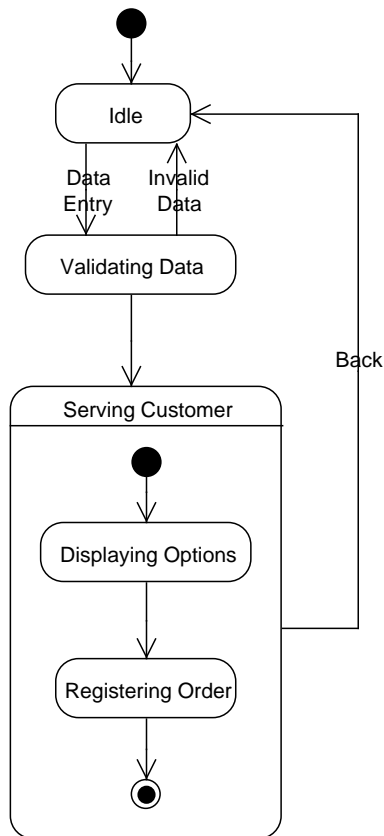 Idle
Data
Entry
Invalid
Data
Validating Data
Back
Serving Customer
Displaying Options
Registering Order